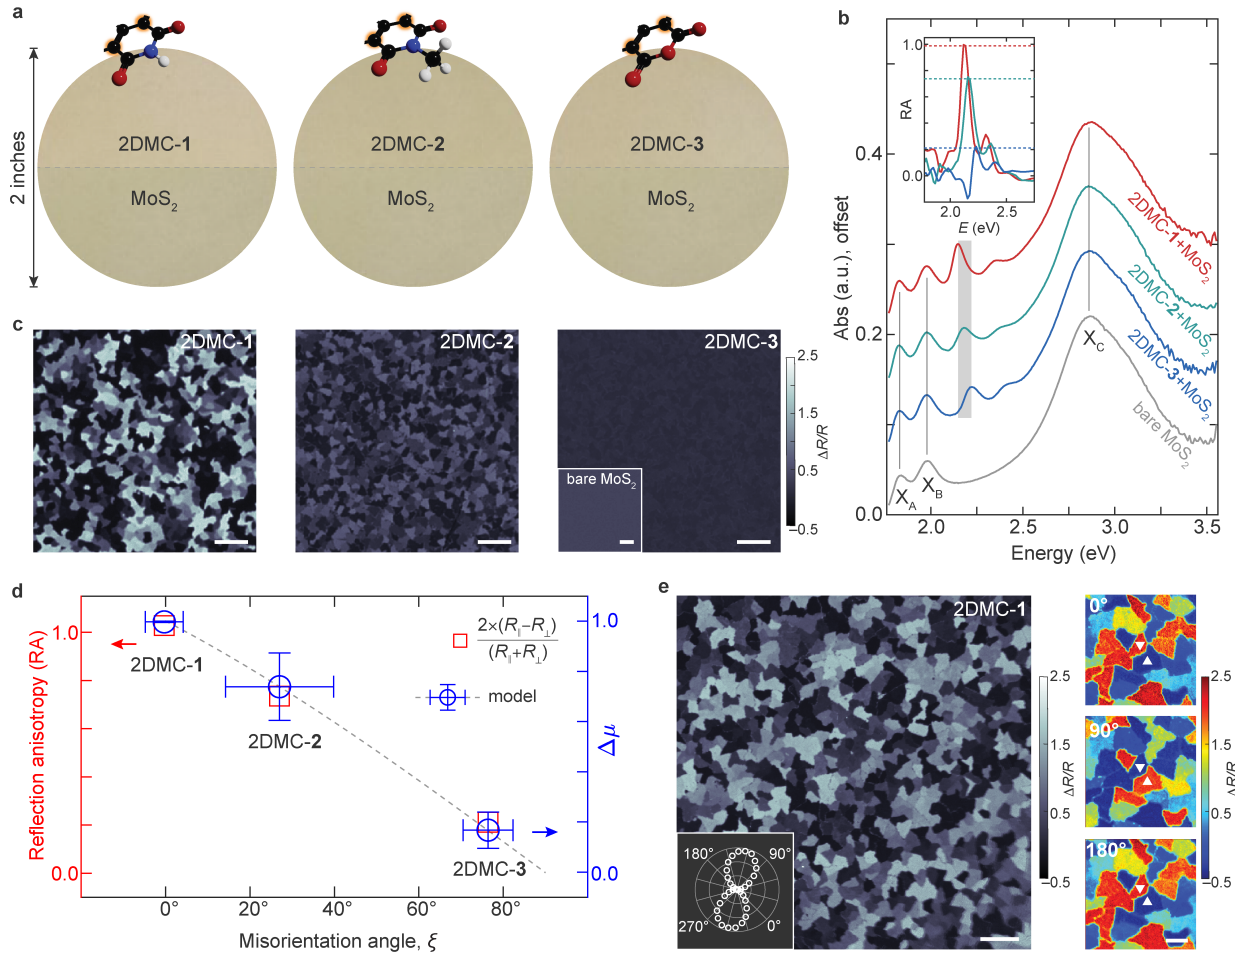 a
2 inches
2DMC-1
MoS₂
2DMC-2
MoS₂
2DMC-3
MoS₂
b
Abs (a.u.), offset
0.4
0.2
0.0
2.0
2.5
3.0
3.5
Energy (eV)
RA
1.0
0.0
2.0
2.5
E (eV)
2DMC-1+MoS₂
2DMC-2+MoS₂
2DMC-3+MoS₂
bare MoS₂
X_A
X_B
X_C
c
2DMC-1
2DMC-2
2DMC-3
bare MoS₂
2.5
1.5
0.5
−0.5
ΔR/R
d
Reflection anisotropy (RA)
1.0
0.0
2DMC-1
2DMC-2
2DMC-3
2×(R∥−R⊥)
(R∥+R⊥)
model
1.0
0.0
Δμ
0°
20°
40°
60°
80°
Misorientation angle, ξ
e
2DMC-1
180°
90°
270°
0°
2.5
1.5
0.5
−0.5
ΔR/R
0°
90°
180°
2.5
1.5
0.5
−0.5
ΔR/R